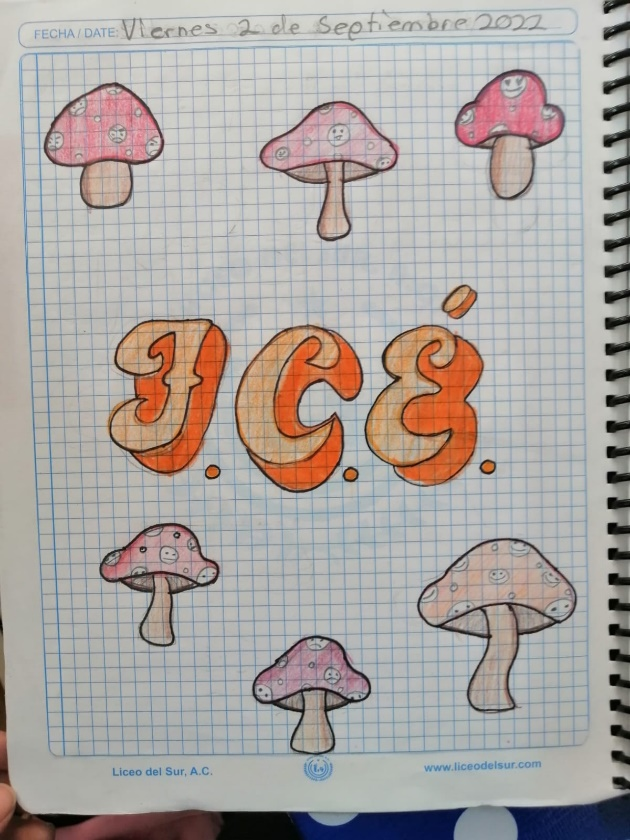 FECHA / DATE: Viernes 2 de Septiembre 2022
J.C.É.
Liceo del Sur, A.C.
www.liceodelsur.com